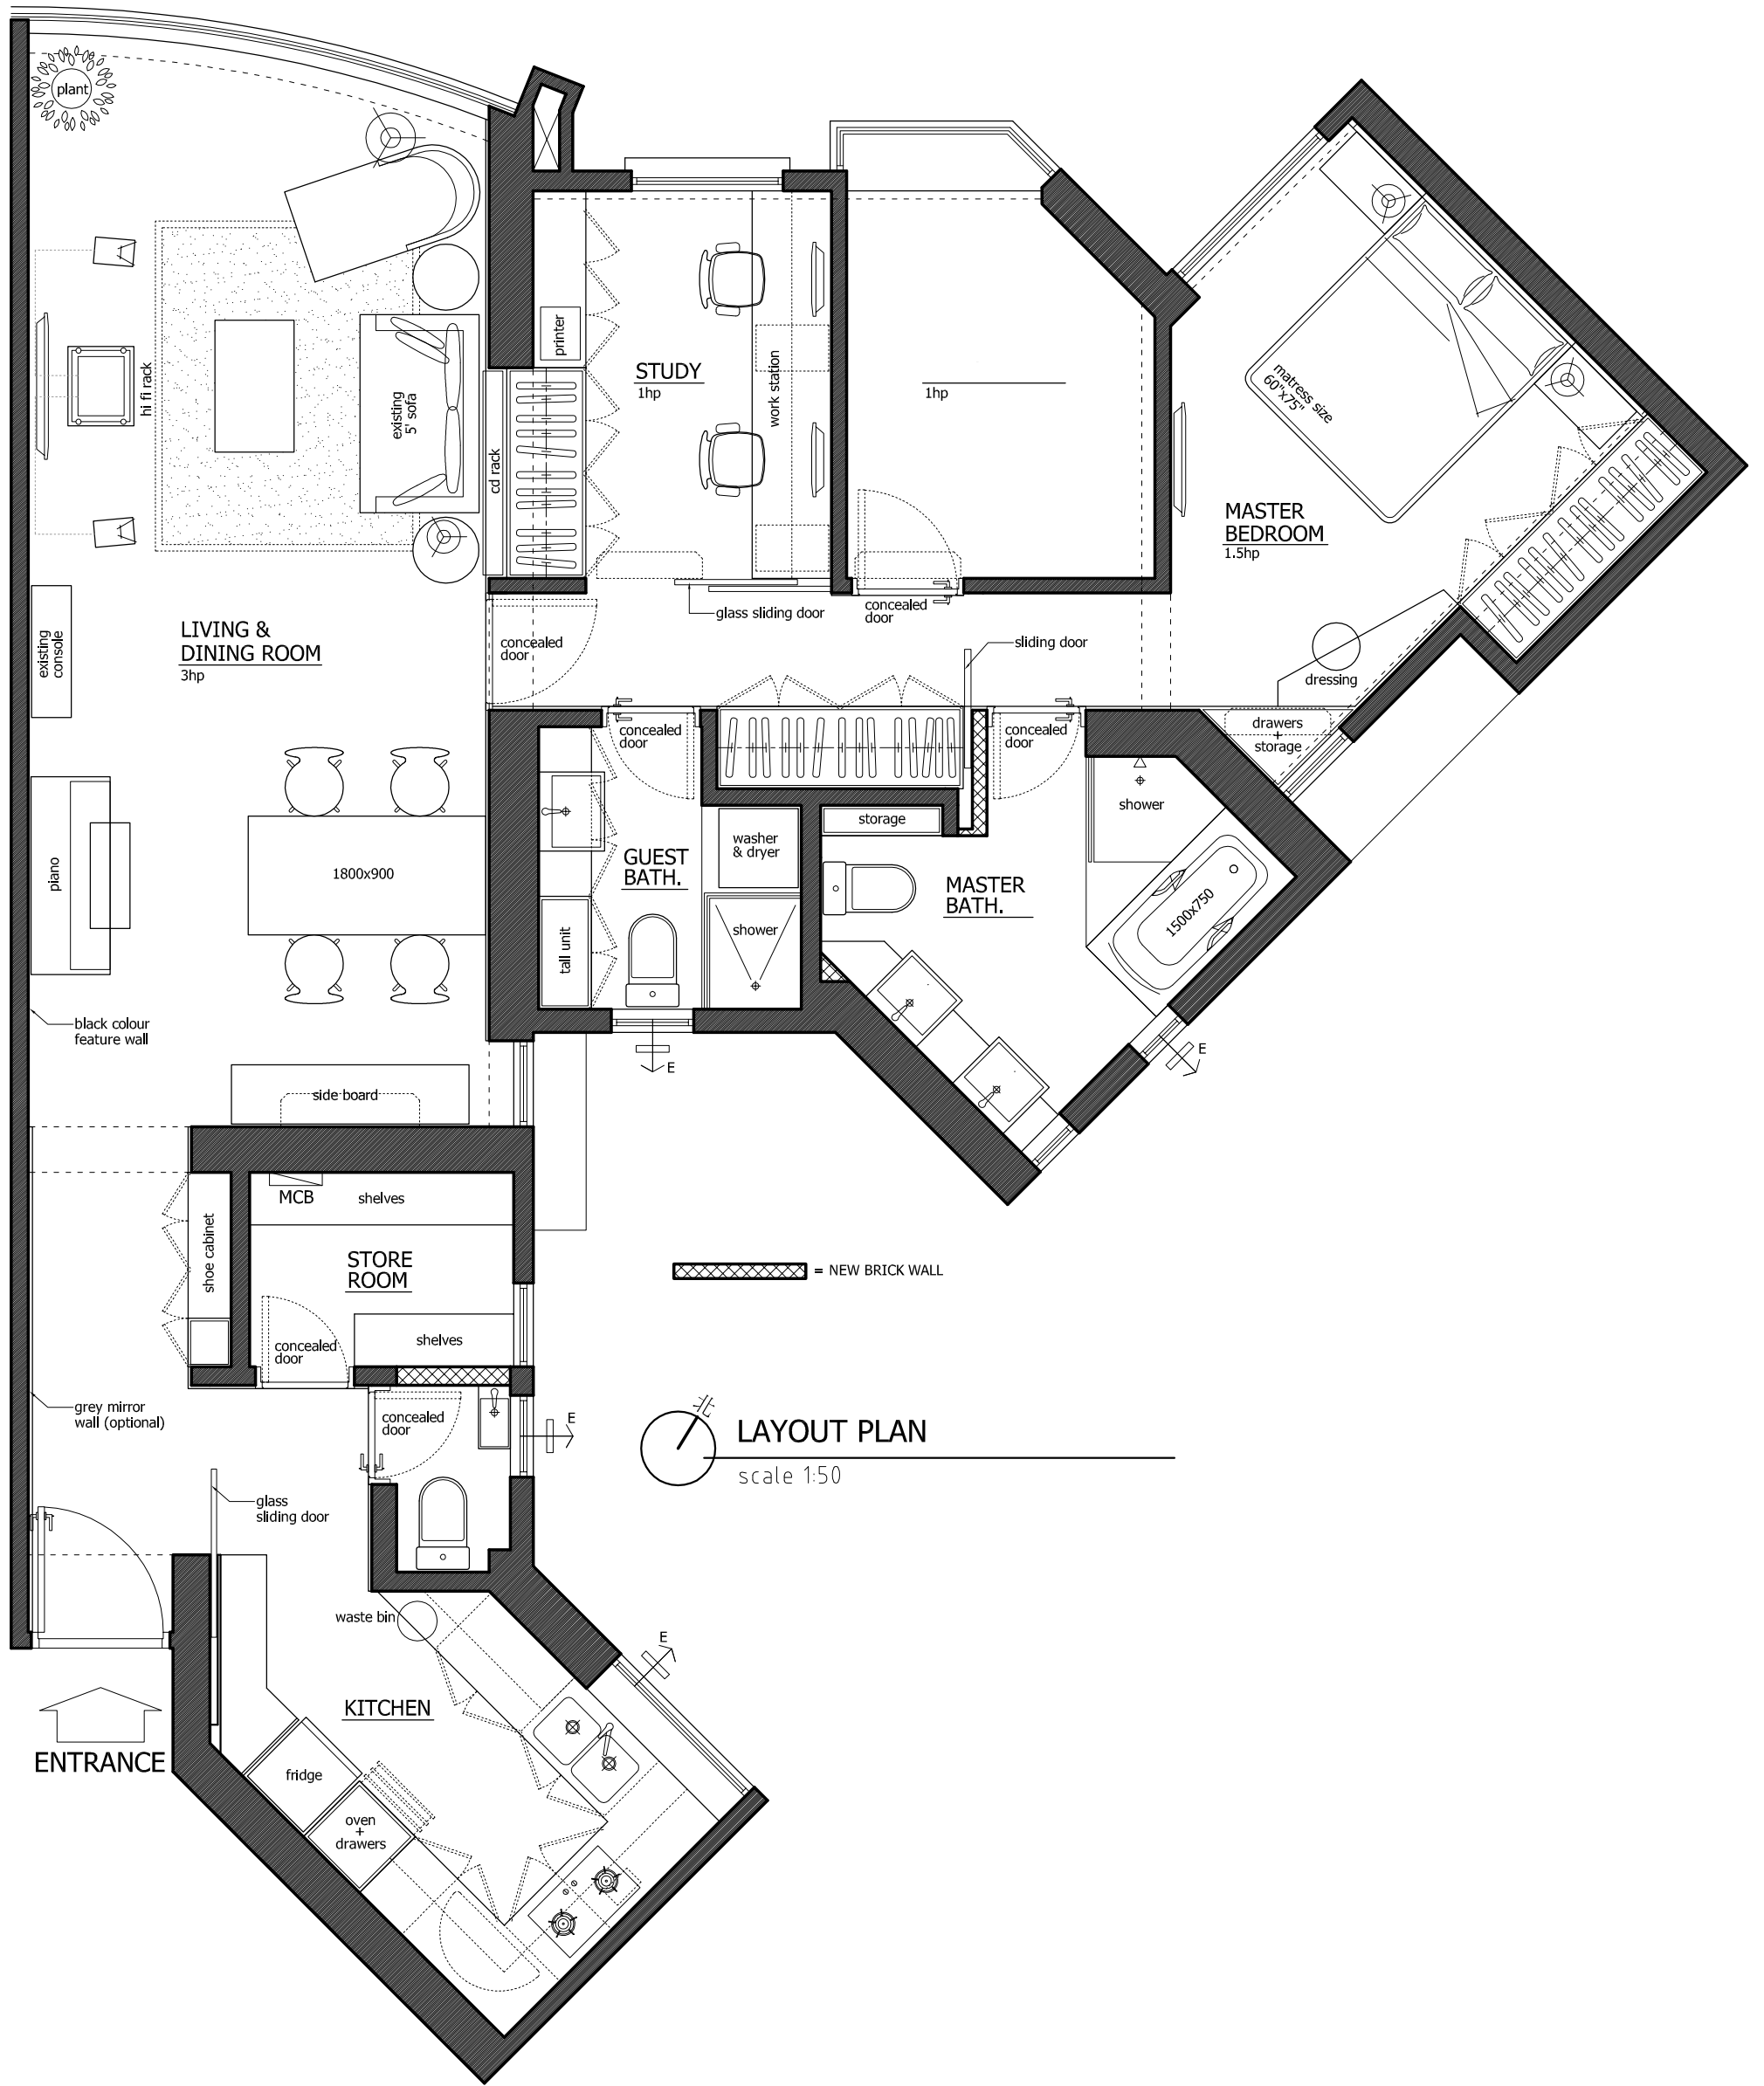 plant
hi fi rack
existing
5' sofa
cd rack
printer
STUDY
1hp
work station
1hp
matress size
60"x75"
MASTER
BEDROOM
1.5hp
glass sliding door
concealed
door
concealed
door
sliding door
LIVING &
DINING ROOM
3hp
existing
console
dressing
drawers
+
storage
concealed
door
concealed
door
shower
storage
washer
& dryer
GUEST
BATH.
MASTER
BATH.
1500x750
piano
1800x900
tall unit
shower
black colour
feature wall
E
E
side board
MCB
shelves
shoe cabinet
STORE
ROOM
= NEW BRICK WALL
concealed
door
shelves
grey mirror
wall (optional)
concealed
door
E
北
LAYOUT PLAN
scale 1:50
glass
sliding door
waste bin
E
KITCHEN
ENTRANCE
fridge
oven
+
drawers